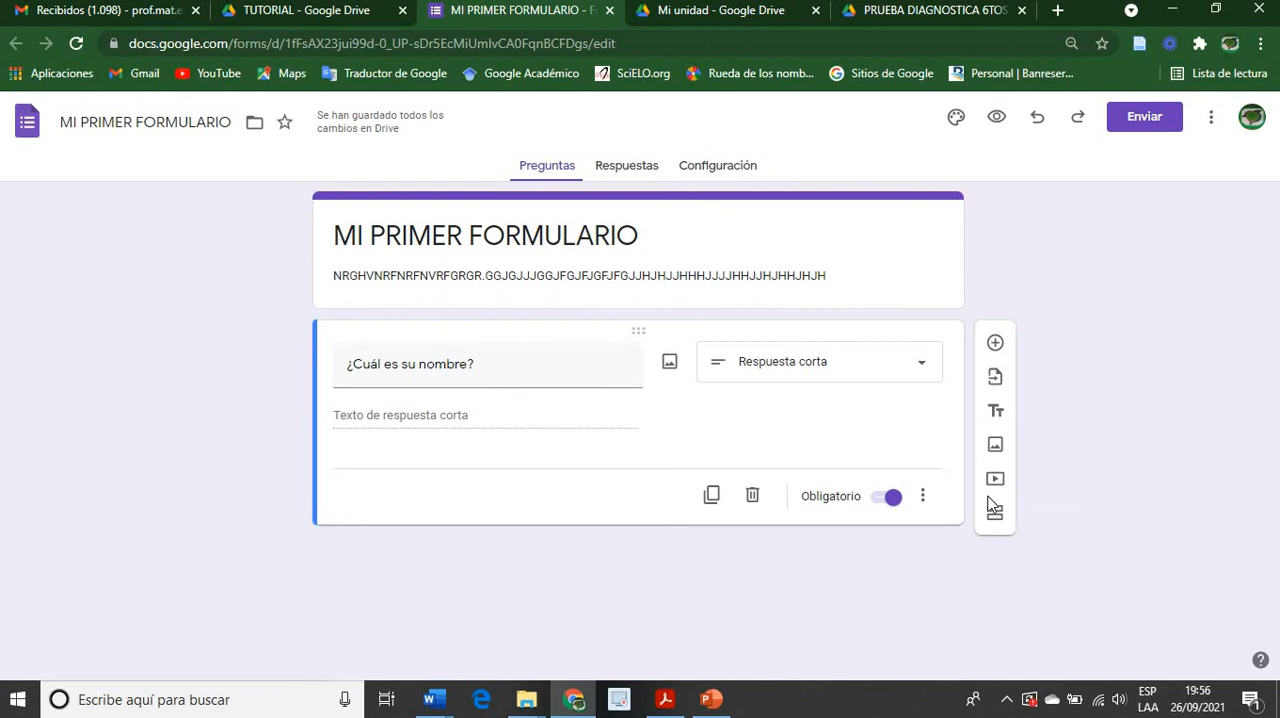 Recibidos (1.098) - prof.mat.e
TUTORIAL - Google Drive
MI PRIMER FORMULARIO - F
Mi unidad - Google Drive
PRUEBA DIAGNOSTICA 6TOS
docs.google.com/forms/d/1fFsAX23jui99d-0_UP-sDr5EcMiUmlvCA0FqnBCFDgs/edit
Aplicaciones
Gmail
YouTube
Maps
Traductor de Google
Google Académico
SciELO.org
Rueda de los nomb...
Sitios de Google
Personal | Banreser...
Lista de lectura
MI PRIMER FORMULARIO
Se han guardado todos los
cambios en Drive
Enviar
Preguntas
Respuestas
Configuración
MI PRIMER FORMULARIO
NRGHVNRFNRFNVRFGRGR.GGJGJJJGGJFGJFJGFJFGJJHJHJJHHHJJJJHHJJHJHHJHJH
¿Cuál es su nombre?
Respuesta corta
Texto de respuesta corta
Obligatorio
Escribe aquí para buscar
ESP
LAA
19:56
26/09/2021
1